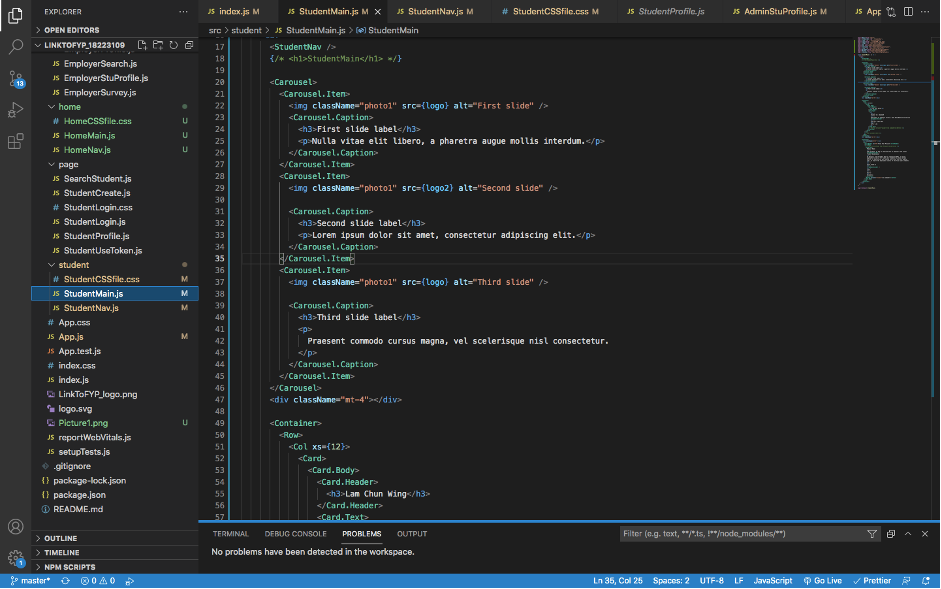 EXPLORER
···
JS index.js M
JS StudentMain.js M ×
JS StudentNav.js M
# StudentCSSfile.css M
JS StudentProfile.js
JS AdminStuProfile.js M
JS App
···
OPEN EDITORS
src > student > JS StudentMain.js > StudentMain
LINKTOFYP_18223109
JS EmployerSearch.js
JS EmployerStuProfile.js
JS EmployerSurvey.js
home
# HomeCSSfile.css U
JS HomeMain.js U
JS HomeNav.js U
page
JS SearchStudent.js
JS StudentCreate.js
# StudentLogin.css
JS StudentLogin.js
JS StudentProfile.js
JS StudentUseToken.js
student
# StudentCSSfile.css M
JS StudentMain.js M
JS StudentNav.js M
# App.css
JS App.js M
JS App.test.js
# index.css
JS index.js
LinkToFYP_logo.png
logo.svg
Picture1.png U
JS reportWebVitals.js
JS setupTests.js
.gitignore
{} package-lock.json
{} package.json
README.md
OUTLINE
TIMELINE
NPM SCRIPTS
13
1
17 <StudentNav />
18 {/* <h1>StudentMain</h1> */}
19
20 <Carousel>
21 <Carousel.Item>
22 <img className="photo1" src={logo} alt="First slide" />
23 <Carousel.Caption>
24 <h3>First slide label</h3>
25 <p>Nulla vitae elit libero, a pharetra augue mollis interdum.</p>
26 </Carousel.Caption>
27 </Carousel.Item>
28 <Carousel.Item>
29 <img className="photo1" src={logo2} alt="Second slide" />
30
31 <Carousel.Caption>
32 <h3>Second slide label</h3>
33 <p>Lorem ipsum dolor sit amet, consectetur adipiscing elit.</p>
34 </Carousel.Caption>
35 </Carousel.Item>
36 <Carousel.Item>
37 <img className="photo1" src={logo} alt="Third slide" />
38
39 <Carousel.Caption>
40 <h3>Third slide label</h3>
41 <p>
42 Praesent commodo cursus magna, vel scelerisque nisl consectetur.
43 </p>
44 </Carousel.Caption>
45 </Carousel.Item>
46 </Carousel>
47 <div className="mt-4"></div>
48
49 <Container>
50 <Row>
51 <Col xs={12}>
52 <Card>
53 <Card.Body>
54 <Card.Header>
55 <h3>Lam Chun Wing</h3>
56 </Card.Header>
57 <Card.Text>
TERMINAL DEBUG CONSOLE PROBLEMS OUTPUT
Filter (e.g. text, **/*.ts, !**/node_modules/**)
No problems have been detected in the workspace.
master* 0 0 Ln 35, Col 25 Spaces: 2 UTF-8 LF JavaScript Go Live Prettier